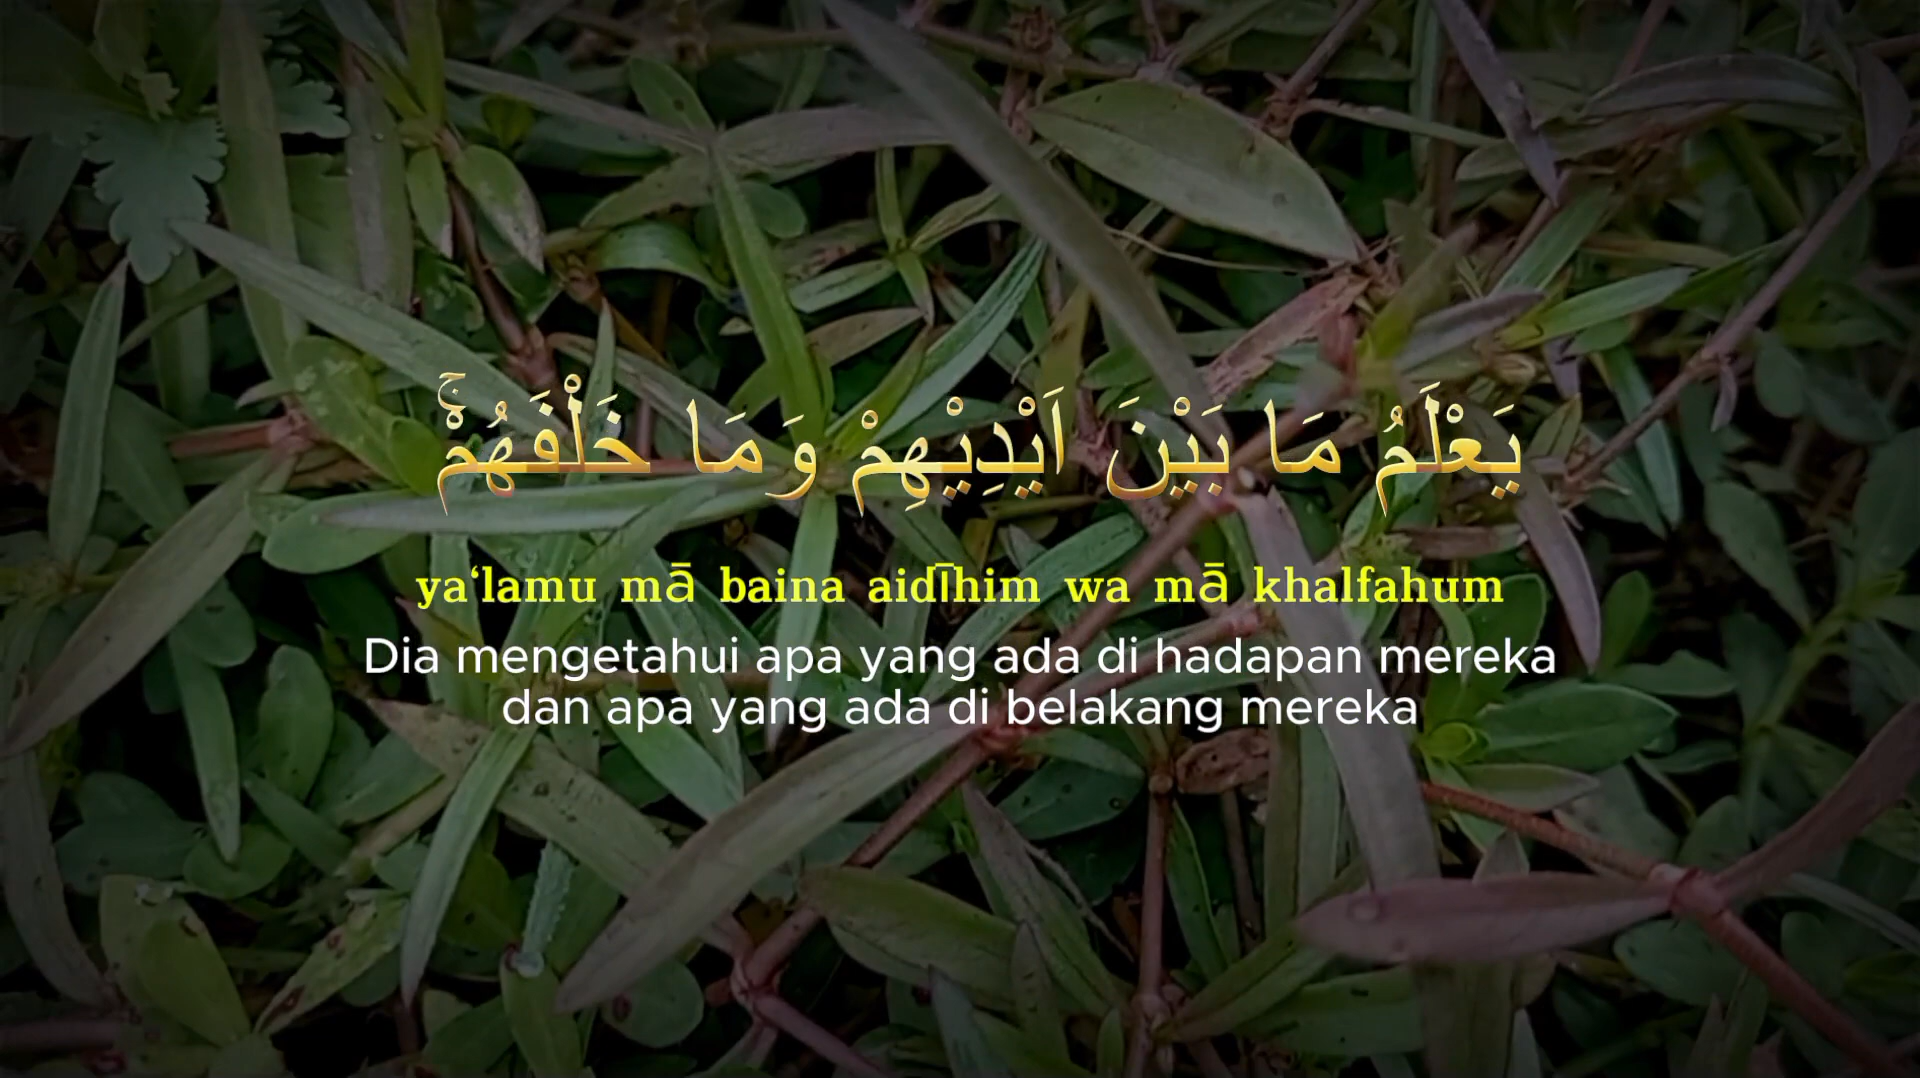 يَعْلَمُ مَا بَيْنَ اَيْدِيْهِمْ وَمَا خَلْفَهُمْۚ
ya‘lamu mā baina aidīhim wa mā khalfahum
Dia mengetahui apa yang ada di hadapan mereka
dan apa yang ada di belakang mereka